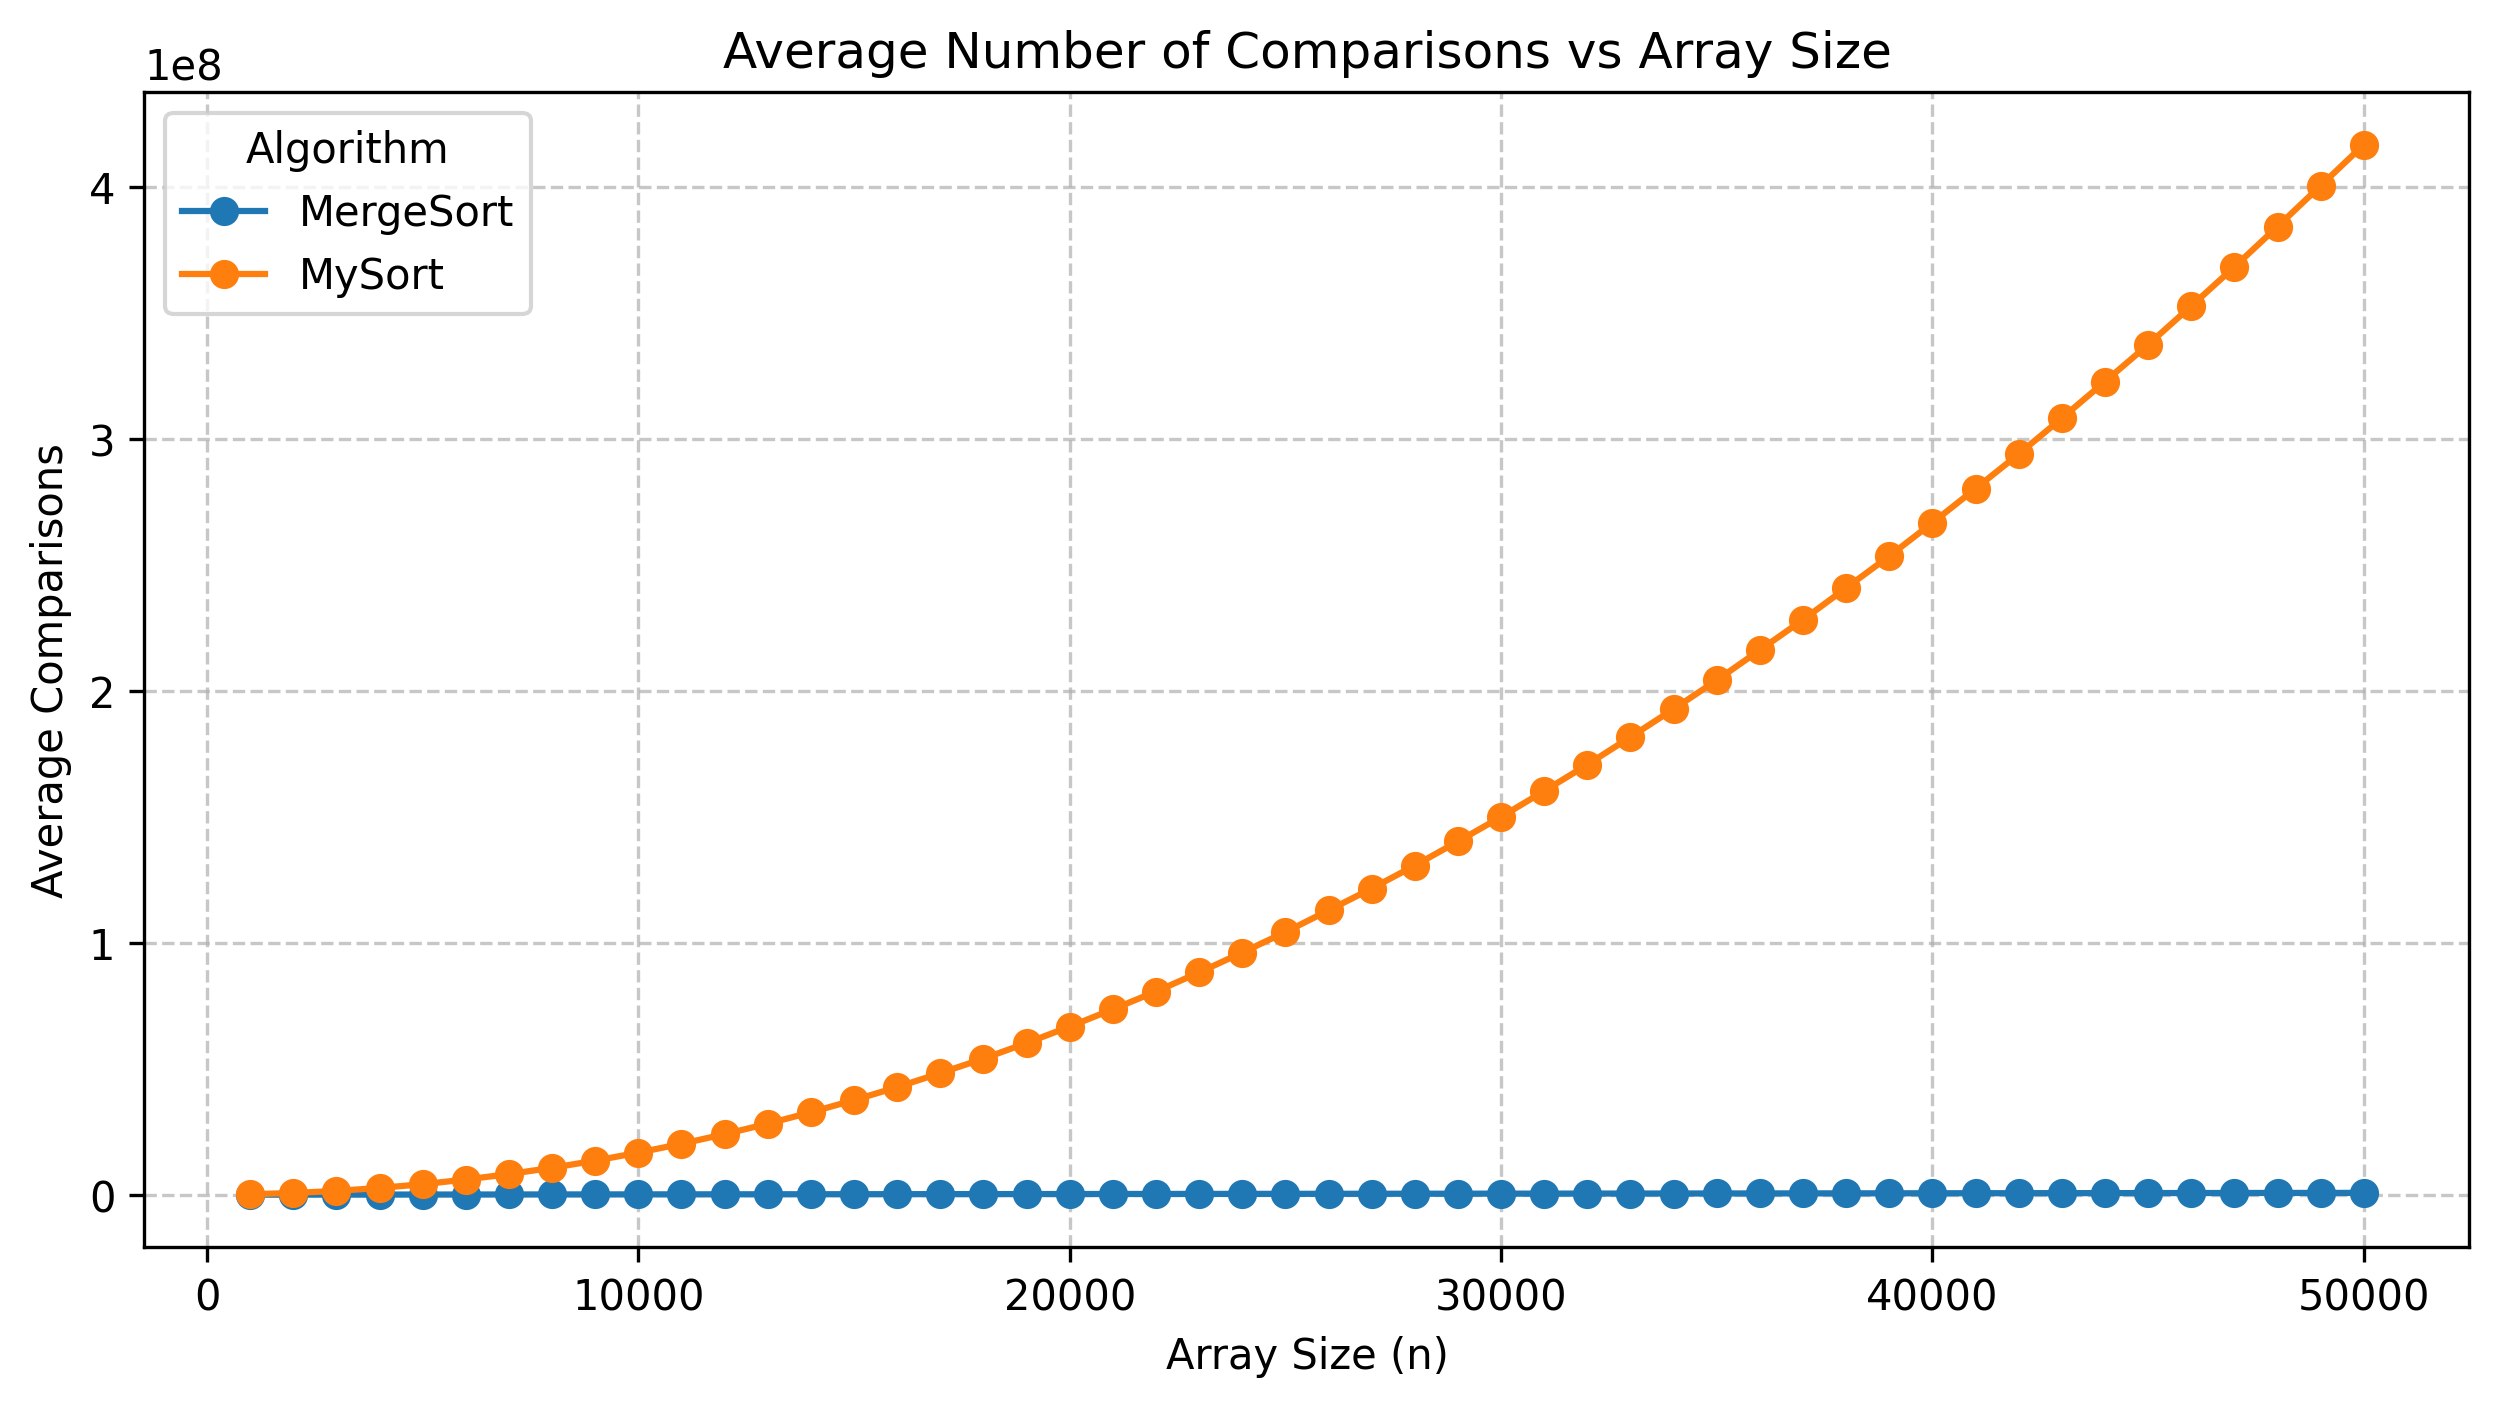 Average Number of Comparisons vs Array Size
1e8
Algorithm
MergeSort
MySort
4
3
2
1
0
Average Comparisons
0 10000 20000 30000 40000 50000
Array Size (n)